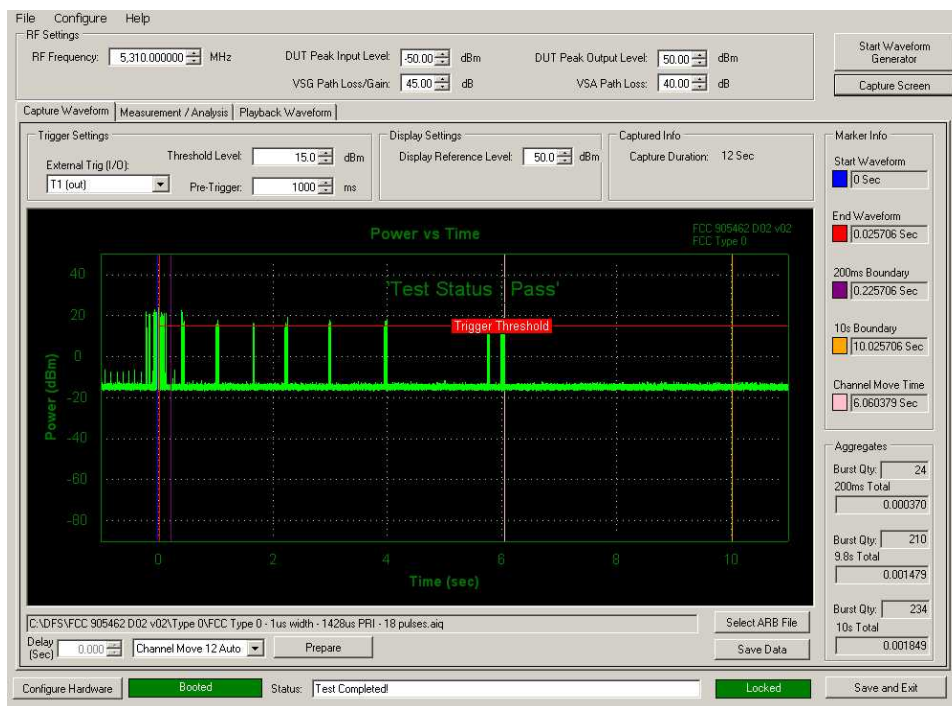 File Configure Help
RF Settings
RF Frequency: 5,310.000000 MHz DUT Peak Input Level: -50.00 dBm DUT Peak Output Level: 50.00 dBm
VSG Path Loss/Gain: 45.00 dB VSA Path Loss: 40.00 dB
Start Waveform
Generator
Capture Screen
Capture Waveform Measurement / Analysis Playback Waveform
Trigger Settings
External Trig (I/O):
T1 (out)
Threshold Level: 15.0 dBm
Pre-Trigger: 1000 ms
Display Settings
Display Reference Level: 50.0 dBm
Captured Info
Capture Duration: 12 Sec
Power vs Time
FCC 905462 D02 v02
FCC Type 0
'Test Status : Pass'
Trigger Threshold
Power (dBm)
40
20
0
-20
-40
-60
-80
0 2 4 6 8 10
Time (sec)
Marker Info
Start Waveform
0 Sec
End Waveform
0.025706 Sec
200ms Boundary
0.225706 Sec
10s Boundary
10.025706 Sec
Channel Move Time
6.060379 Sec
Aggregates
Burst Qty: 24
200ms Total
0.000370
Burst Qty: 210
9.8s Total
0.001479
Burst Qty: 234
10s Total
0.001849
C:\DFS\FCC 905462 D02 v02\Type 0\FCC Type 0 - 1us width - 1428us PRI - 18 pulses.aiq
Select ARB File
Delay
(Sec) 0.000 Channel Move 12 Auto Prepare
Save Data
Configure Hardware Booted Status: Test Completed! Locked Save and Exit